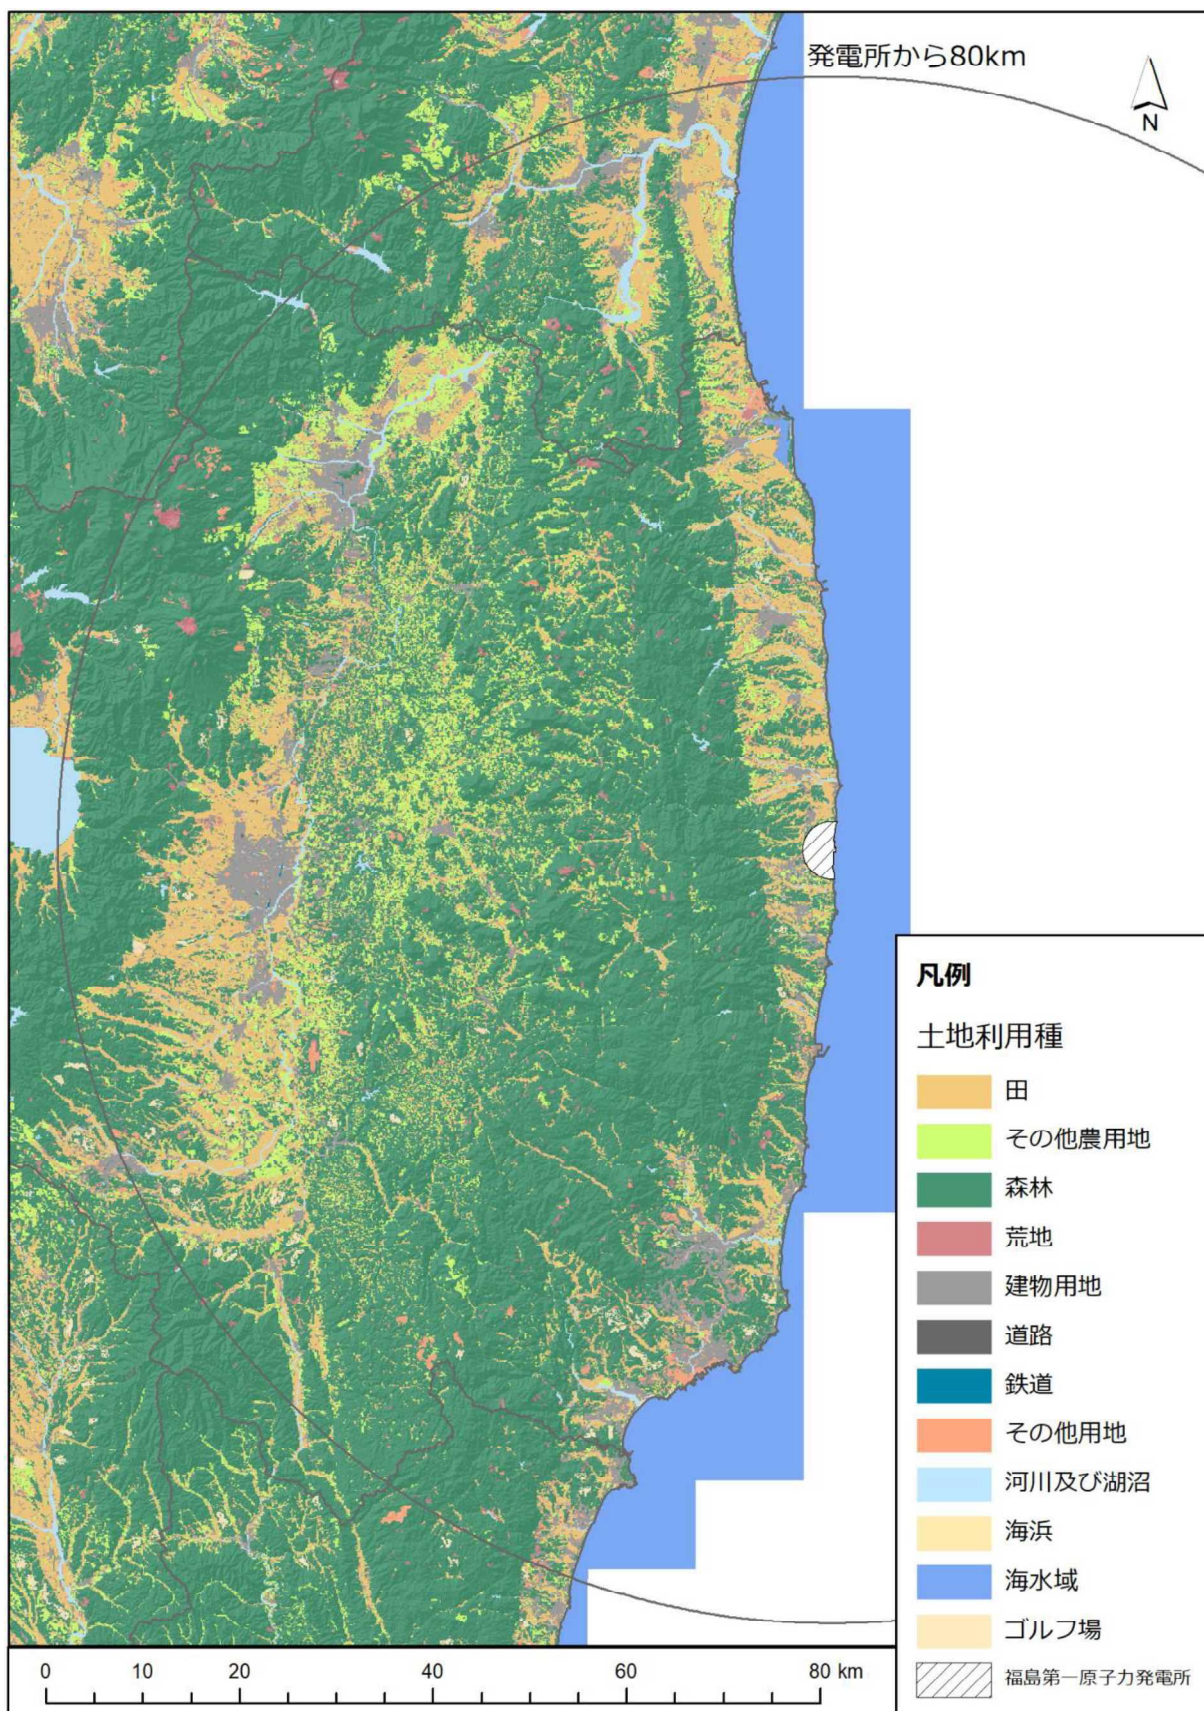 発電所から80km
N
凡例
土地利用種
田
その他農用地
森林
荒地
建物用地
道路
鉄道
その他用地
河川及び湖沼
海浜
海水域
ゴルフ場
福島第一原子力発電所
0 10 20 40 60 80 km